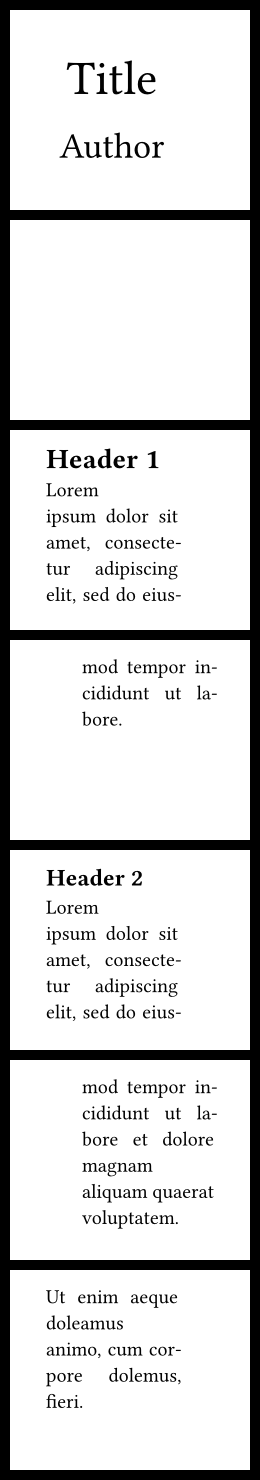 Title
Author
Header 1
Lorem
ipsum dolor sit
amet, consecte-
tur adipiscing
elit, sed do eius-
mod tempor in-
cididunt ut la-
bore.
Header 2
Lorem
ipsum dolor sit
amet, consecte-
tur adipiscing
elit, sed do eius-
mod tempor in-
cididunt ut la-
bore et dolore
magnam
aliquam quaerat
voluptatem.
Ut enim aeque
doleamus
animo, cum cor-
pore dolemus,
fieri.